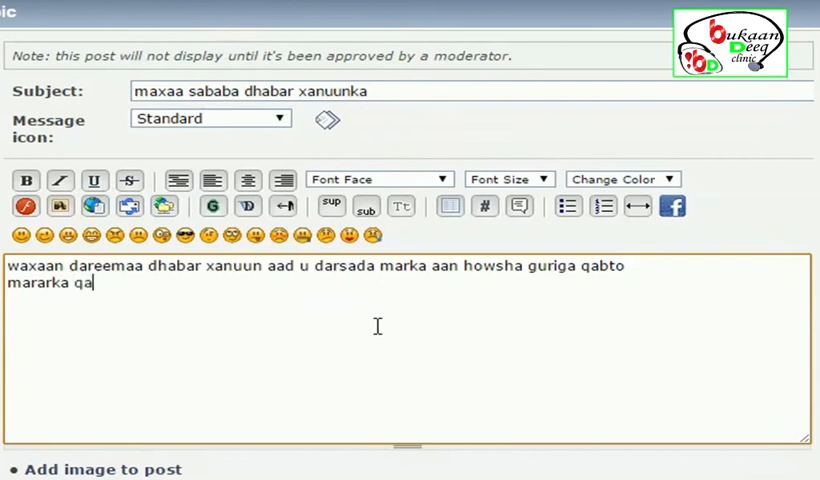 ic
bukaan
Deeq
clinic
BD
Note: this post will not display until it's been approved by a moderator.
Subject: maxaa sababa dhabar xanuunka
Message icon: Standard
B I U S Font Face Font Size Change Color
G D sup sub Tt # f
waxaan dareemaa dhabar xanuun aad u darsada marka aan howsha guriga qabto
mararka qa
• Add image to post